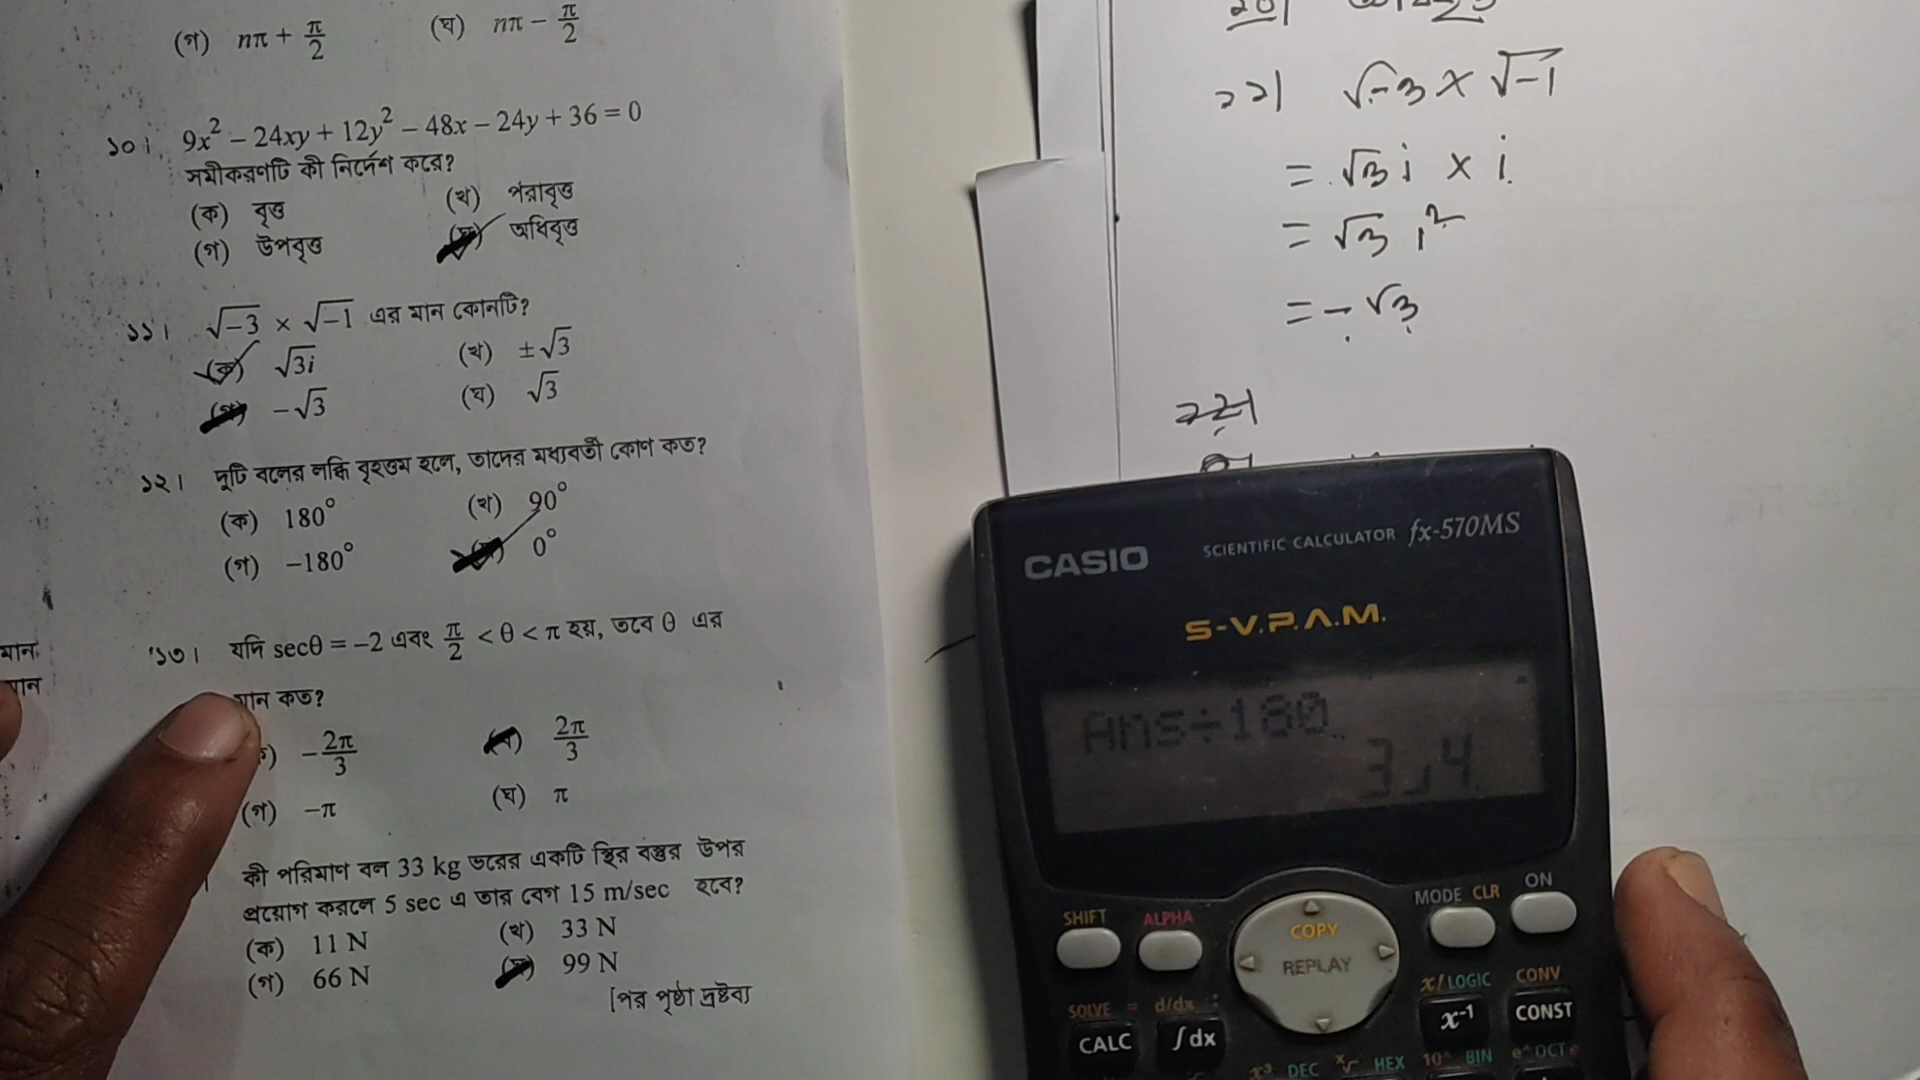 (গ) nπ + π/2 (ঘ) nπ − π/2
১০। 9x² − 24xy + 12y² − 48x − 24y + 36 = 0
সমীকরণটি কী নির্দেশ করে?
(ক) বৃত্ত (খ) পরাবৃত্ত
(গ) উপবৃত্ত (ঘ) অধিবৃত্ত
১১। √−3 × √−1 এর মান কোনটি?
(ক) √3i (খ) ±√3
(গ) −√3 (ঘ) √3
১২। দুটি বলের লব্ধি বৃহত্তম হলে, তাদের মধ্যবর্তী কোণ কত?
(ক) 180° (খ) 90°
(গ) −180° (ঘ) 0°
১৩। যদি secθ = −2 এবং π/2 < θ < π হয়, তবে θ এর
মান কত?
ক) −2π/3 (খ) 2π/3
(গ) −π (ঘ) π
কী পরিমাণ বল 33 kg ভরের একটি স্থির বস্তুর উপর
প্রয়োগ করলে 5 sec এ তার বেগ 15 m/sec হবে?
(ক) 11 N (খ) 33 N
(গ) 66 N (ঘ) 99 N
[পর পৃষ্ঠা দ্রষ্টব্য
মান
মান
১১। √−3 × √−1
= √3 i × i
= √3 i²
= −√3
CASIO SCIENTIFIC CALCULATOR fx-570MS
S-V.P.A.M.
Ans÷180
3⌟4
SHIFT ALPHA COPY MODE CLR ON
REPLAY
SOLVE = d/dx : x!LOGIC CONV
CALC ∫dx x⁻¹ CONST
x³ DEC ˣ√ HEX 10ˣ BIN eˣ OCT